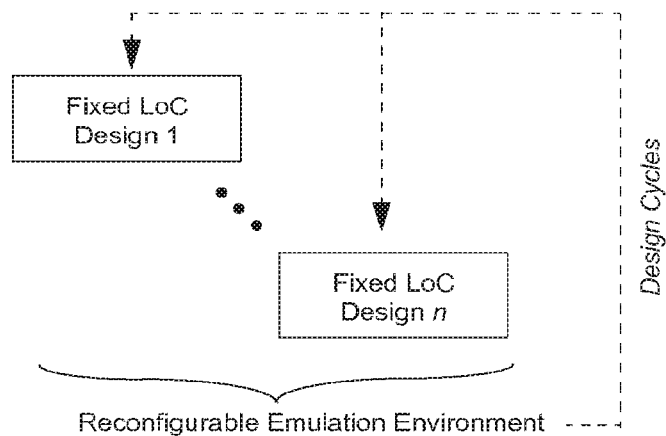 Fixed LoC
Design 1
Fixed LoC
Design n
Design Cycles
Reconfigurable Emulation Environment